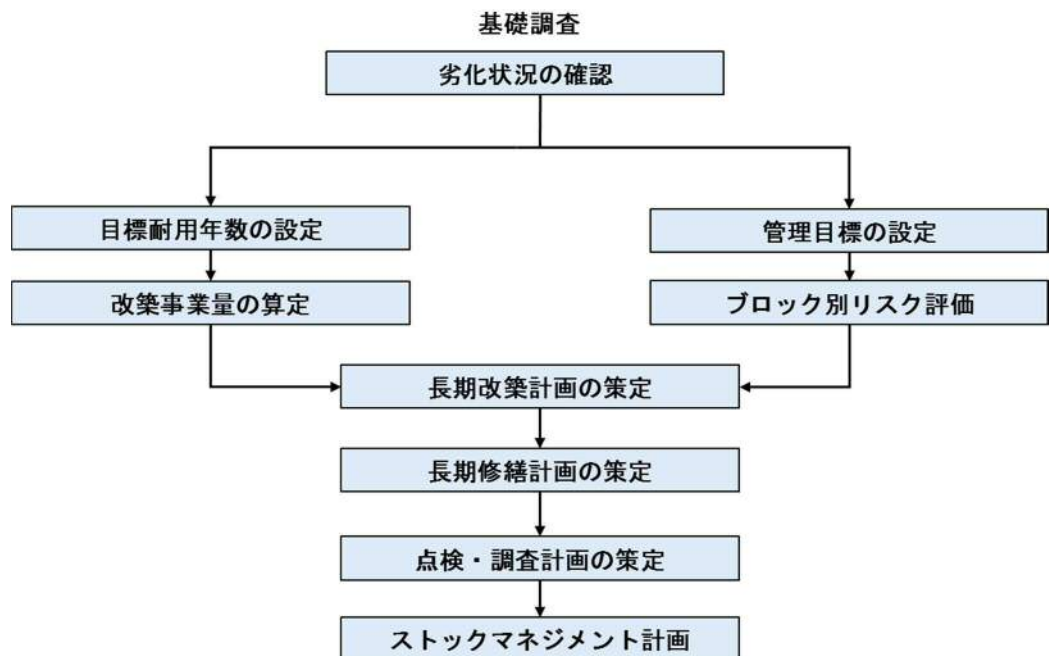 基礎調査
劣化状況の確認
目標耐用年数の設定
管理目標の設定
改築事業量の算定
ブロック別リスク評価
長期改築計画の策定
長期修繕計画の策定
点検・調査計画の策定
ストックマネジメント計画